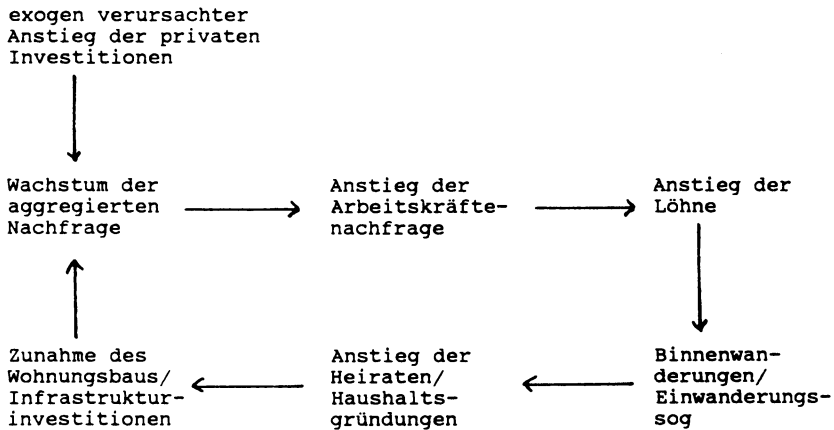 exogen verursachter
Anstieg der privaten
Investitionen
Wachstum der
aggregierten
Nachfrage
Anstieg der
Arbeitskräfte-
nachfrage
Anstieg der
Löhne
Zunahme des
Wohnungsbaus/
Infrastruktur-
investitionen
Anstieg der
Heiraten/
Haushalts-
gründungen
Binnenwan-
derungen/
Einwanderungs-
sog